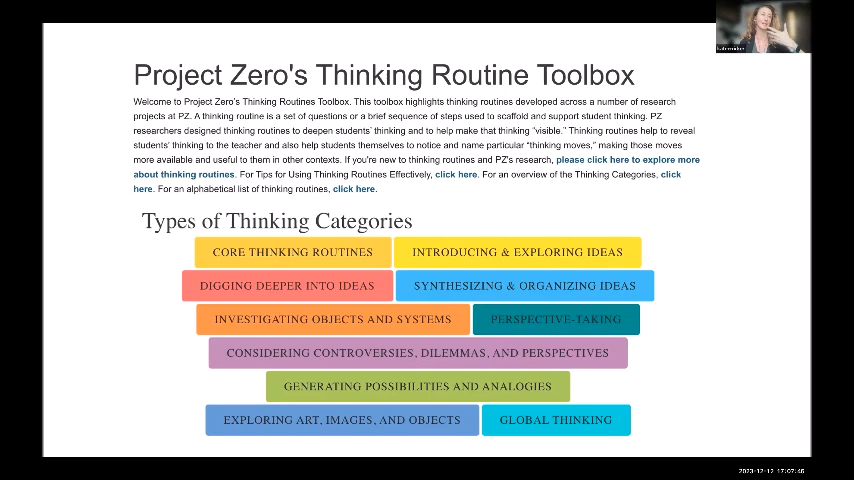 Project Zero's Thinking Routine Toolbox
Welcome to Project Zero's Thinking Routines Toolbox. This toolbox highlights thinking routines developed across a number of research
projects at PZ. A thinking routine is a set of questions or a brief sequence of steps used to scaffold and support student thinking. PZ
researchers designed thinking routines to deepen students' thinking and to help make that thinking "visible." Thinking routines help to reveal
students' thinking to the teacher and also help students themselves to notice and name particular "thinking moves," making those moves
more available and useful to them in other contexts. If you're new to thinking routines and PZ's research, please click here to explore more
about thinking routines. For Tips for Using Thinking Routines Effectively, click here. For an overview of the Thinking Categories, click
here. For an alphabetical list of thinking routines, click here.
Types of Thinking Categories
CORE THINKING ROUTINES
INTRODUCING & EXPLORING IDEAS
DIGGING DEEPER INTO IDEAS
SYNTHESIZING & ORGANIZING IDEAS
INVESTIGATING OBJECTS AND SYSTEMS
PERSPECTIVE-TAKING
CONSIDERING CONTROVERSIES, DILEMMAS, AND PERSPECTIVES
GENERATING POSSIBILITIES AND ANALOGIES
EXPLORING ART, IMAGES, AND OBJECTS
GLOBAL THINKING
2023-12-12 17:07:46